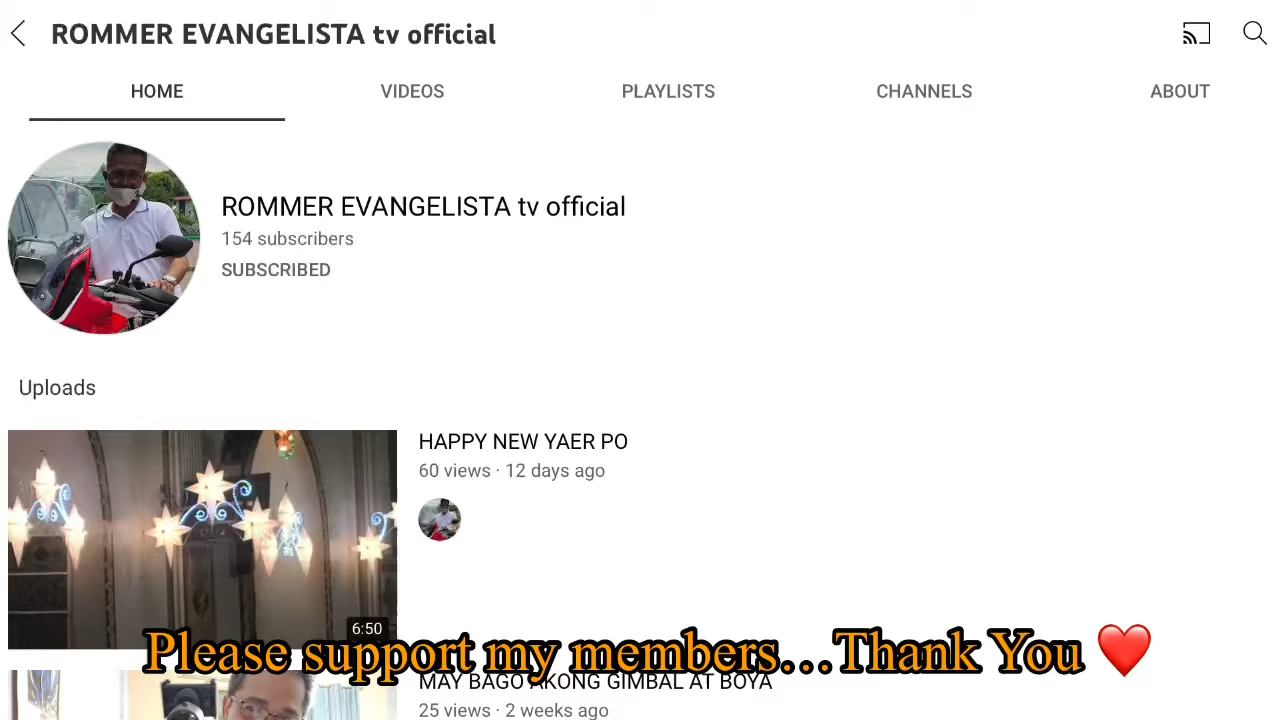 ROMMER EVANGELISTA tv official
HOME
VIDEOS
PLAYLISTS
CHANNELS
ABOUT
ROMMER EVANGELISTA tv official
154 subscribers
SUBSCRIBED
Uploads
HAPPY NEW YAER PO
60 views · 12 days ago
6:50
Please support my members...Thank You ❤️
MAY BAGO AKONG GIMBAL AT BOYA
25 views · 2 weeks ago